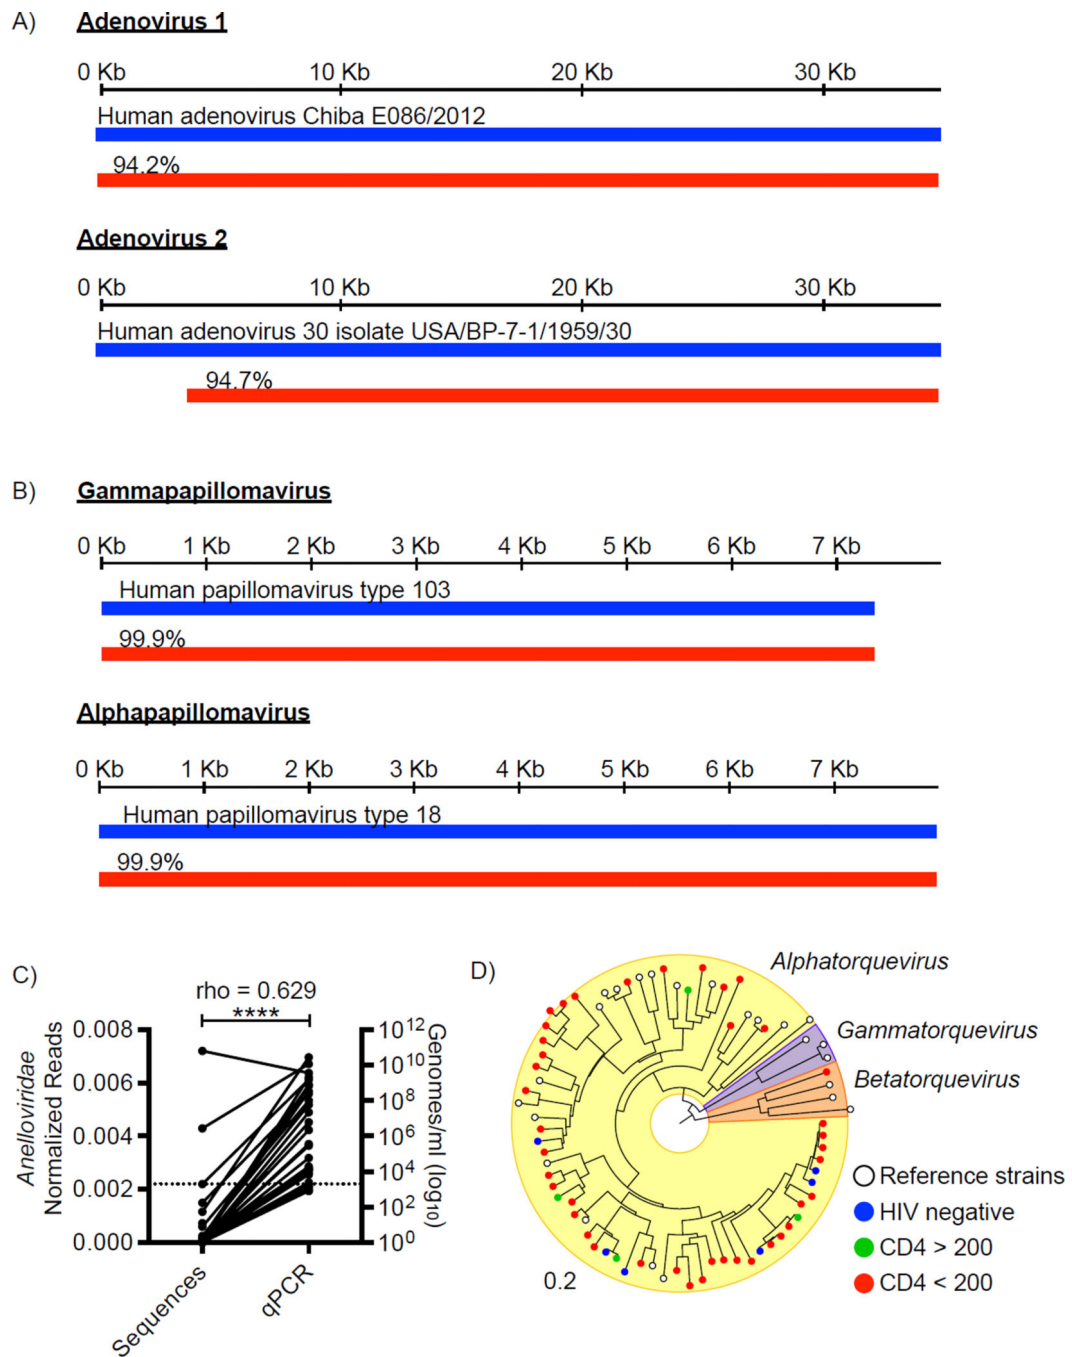 A) Adenovirus 1
0 Kb 10 Kb 20 Kb 30 Kb
Human adenovirus Chiba E086/2012
94.2%
Adenovirus 2
0 Kb 10 Kb 20 Kb 30 Kb
Human adenovirus 30 isolate USA/BP-7-1/1959/30
94.7%
B) Gammapapillomavirus
0 Kb 1 Kb 2 Kb 3 Kb 4 Kb 5 Kb 6 Kb 7 Kb
Human papillomavirus type 103
99.9%
Alphapapillomavirus
0 Kb 1 Kb 2 Kb 3 Kb 4 Kb 5 Kb 6 Kb 7 Kb
Human papillomavirus type 18
99.9%
C)
rho = 0.629
****
Anelloviridae
Normalized Reads
0.008
0.006
0.004
0.002
0.000
10¹²
10¹⁰
10⁸
10⁶
10⁴
10²
10⁰
Genomes/ml (log₁₀)
Sequences
qPCR
D)
Alphatorquevirus
Gammatorquevirus
Betatorquevirus
Reference strains
HIV negative
CD4 > 200
CD4 < 200
0.2